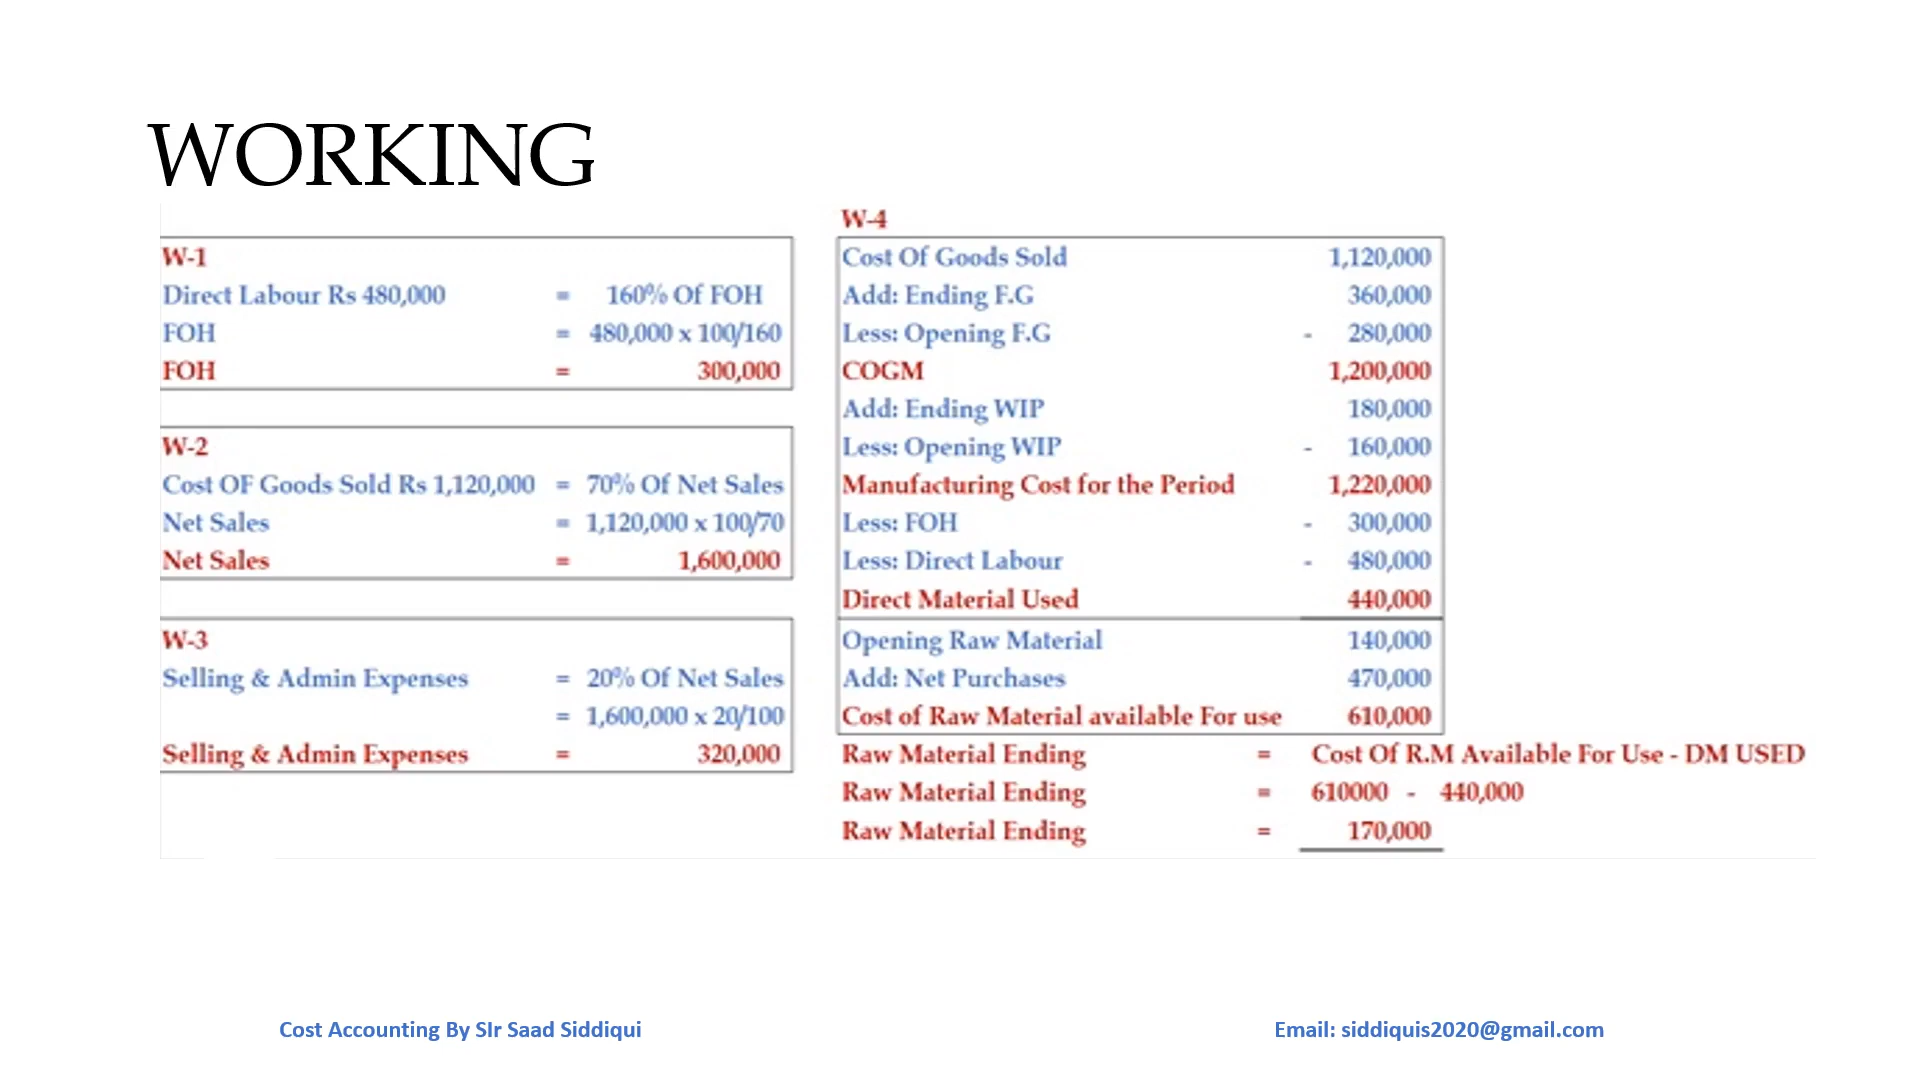 WORKING
W-1
Direct Labour Rs 480,000 = 160% Of FOH
FOH = 480,000 x 100/160
FOH = 300,000
W-2
Cost OF Goods Sold Rs 1,120,000 = 70% Of Net Sales
Net Sales = 1,120,000 x 100/70
Net Sales = 1,600,000
W-3
Selling & Admin Expenses = 20% Of Net Sales
= 1,600,000 x 20/100
Selling & Admin Expenses = 320,000
W-4
Cost Of Goods Sold 1,120,000
Add: Ending F.G 360,000
Less: Opening F.G - 280,000
COGM 1,200,000
Add: Ending WIP 180,000
Less: Opening WIP - 160,000
Manufacturing Cost for the Period 1,220,000
Less: FOH - 300,000
Less: Direct Labour - 480,000
Direct Material Used 440,000
Opening Raw Material 140,000
Add: Net Purchases 470,000
Cost of Raw Material available For use 610,000
Raw Material Ending = Cost Of R.M Available For Use - DM USED
Raw Material Ending = 610000 - 440,000
Raw Material Ending = 170,000
Cost Accounting By SIr Saad Siddiqui
Email: siddiquis2020@gmail.com